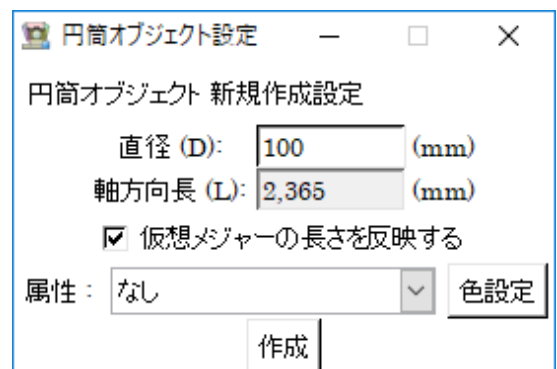 円筒オブジェクト設定
円筒オブジェクト 新規作成設定
直径 (D): 100 (mm)
軸方向長 (L): 2,365 (mm)
仮想メジャーの長さを反映する
属性: なし 色設定
作成